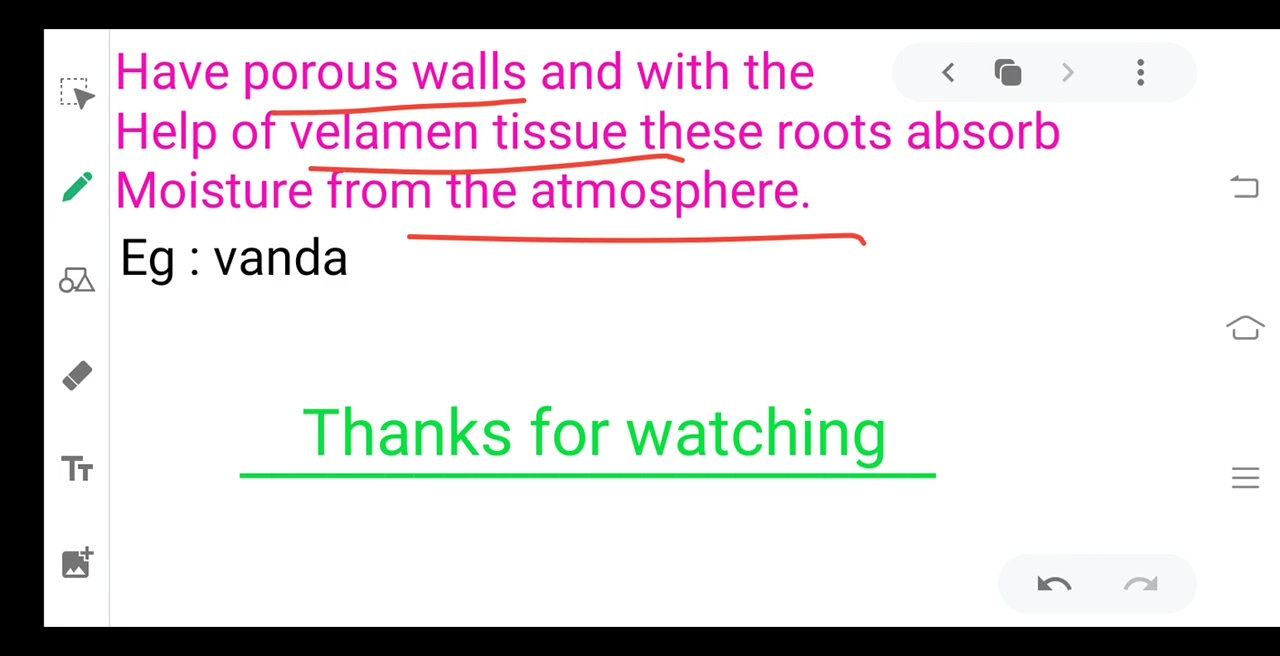 Have porous walls and with the
Help of velamen tissue these roots absorb
Moisture from the atmosphere.
Eg : vanda
Thanks for watching
TT